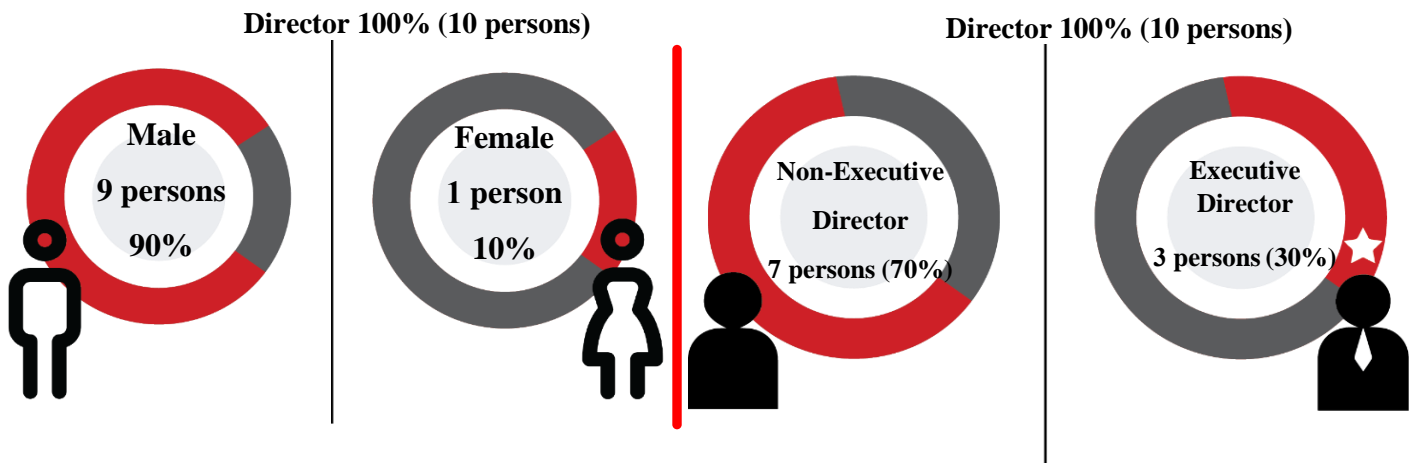 Director 100% (10 persons)
Male
9 persons
90%
Female
1 person
10%
Director 100% (10 persons)
Non-Executive
Director
7 persons (70%)
Executive
Director
3 persons (30%)